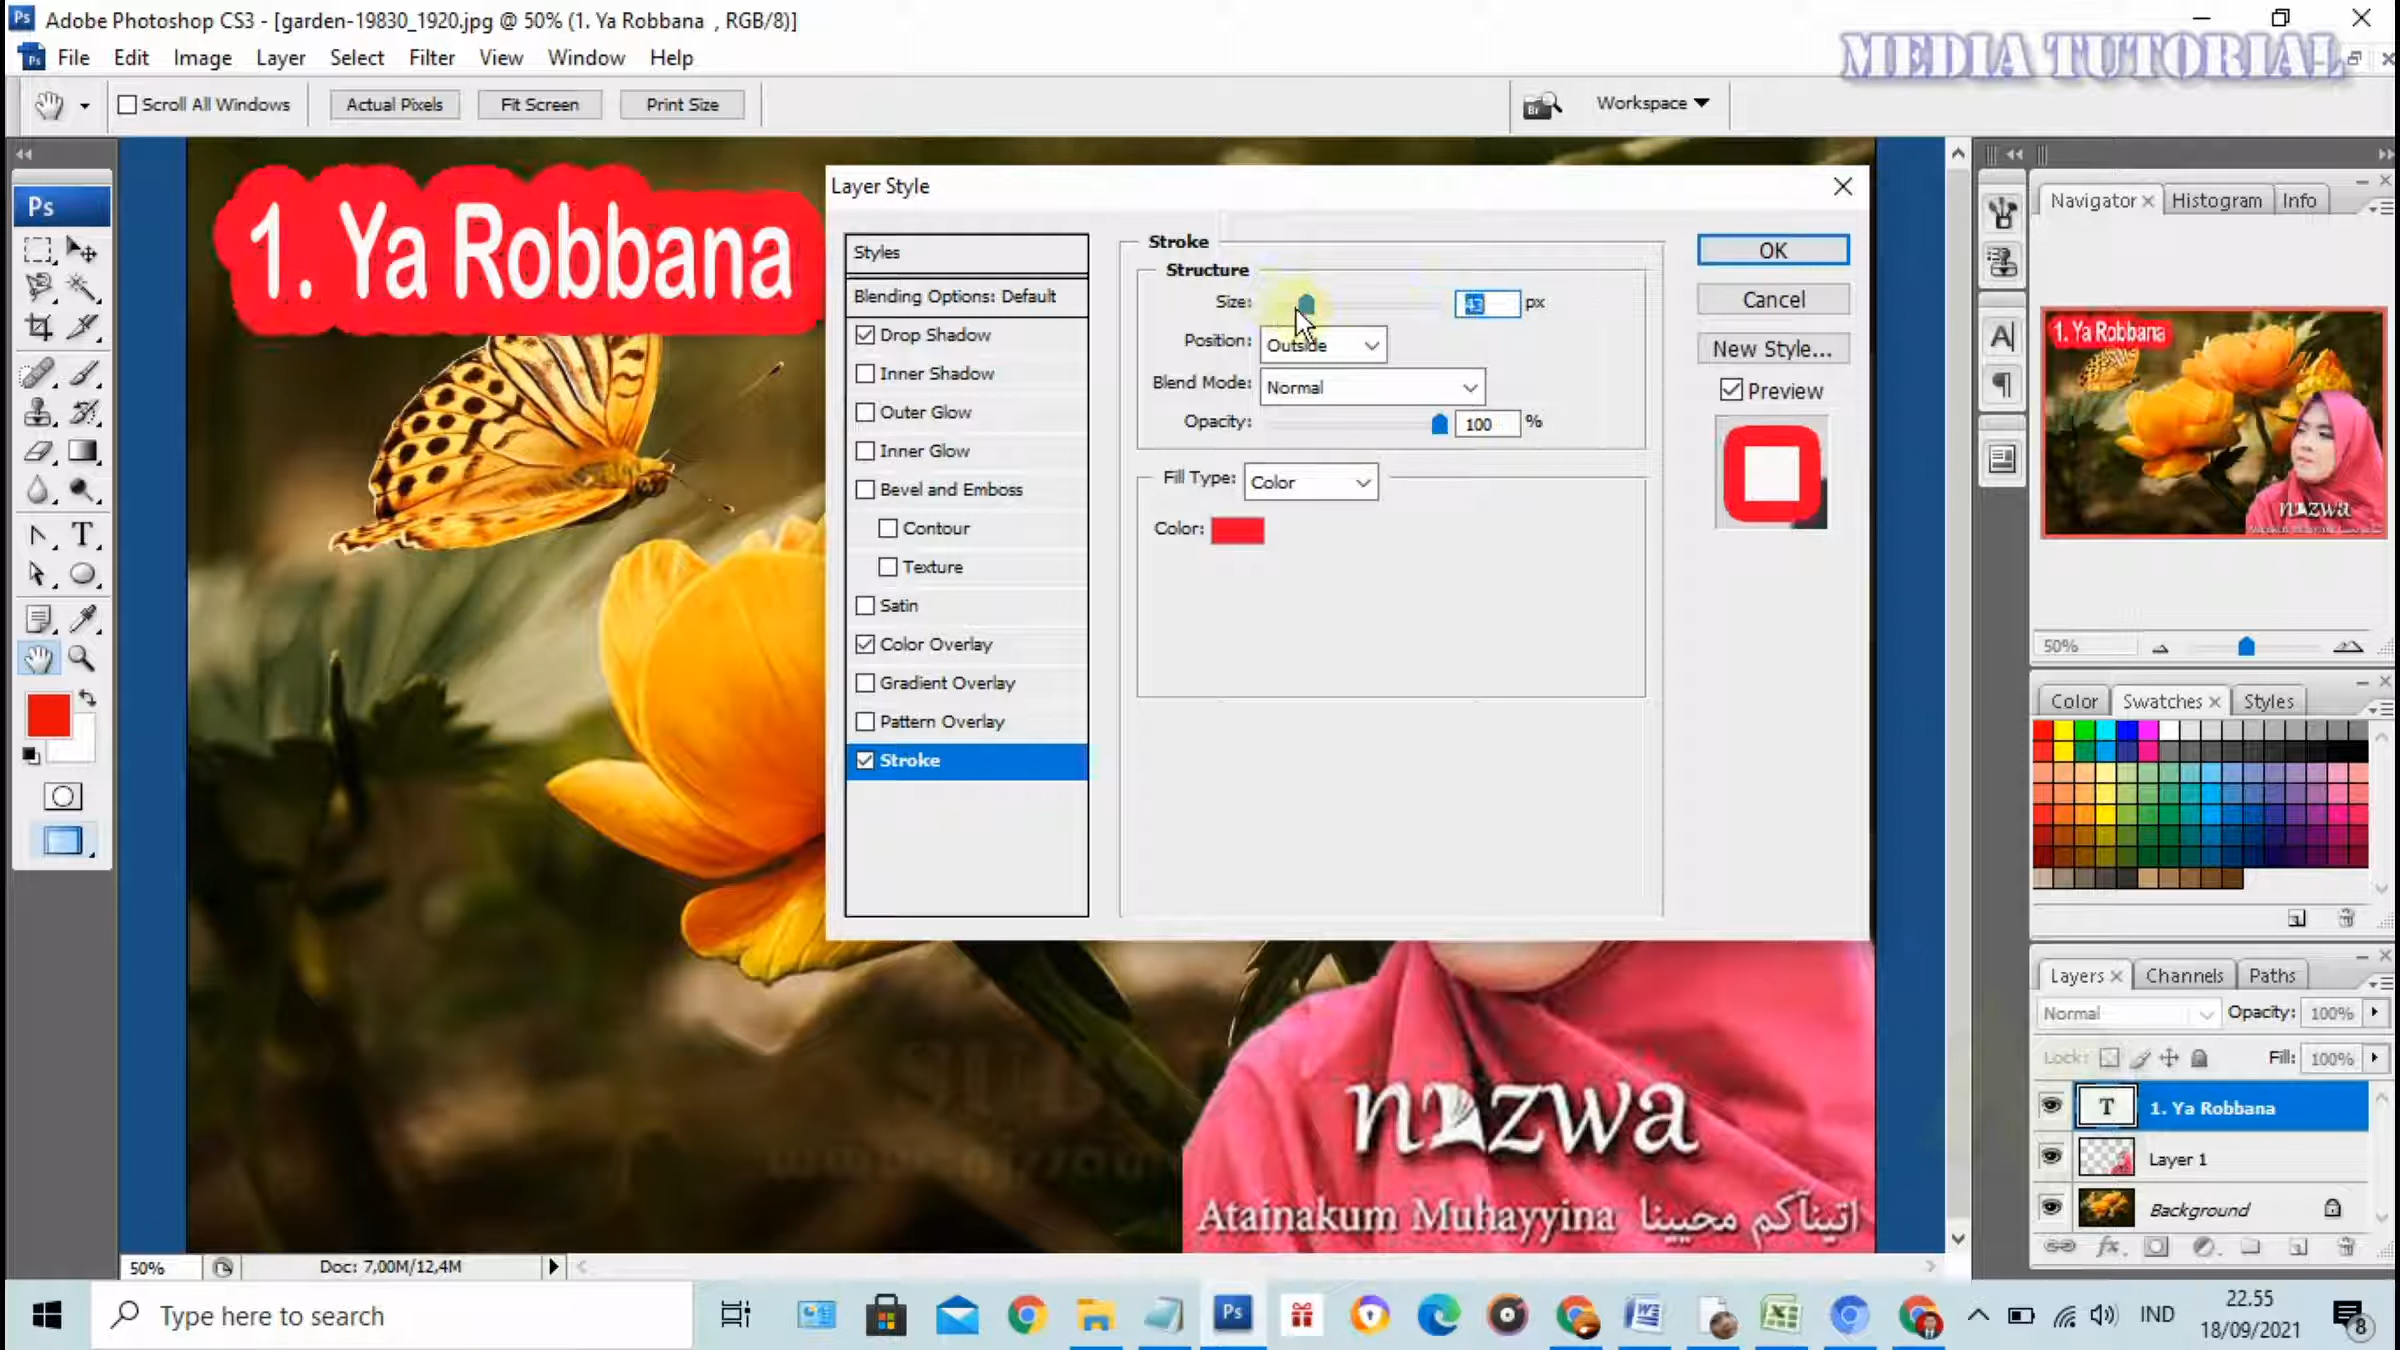 Adobe Photoshop CS3 - [garden-19830_1920.jpg @ 50% (1. Ya Robbana , RGB/8)]
File Edit Image Layer Select Filter View Window Help
MEDIA TUTORIAL
Scroll All Windows
Actual Pixels
Fit Screen
Print Size
Br
Workspace
Ps
1. Ya Robbana
Layer Style
Styles
Blending Options: Default
Drop Shadow
Inner Shadow
Outer Glow
Inner Glow
Bevel and Emboss
Contour
Texture
Satin
Color Overlay
Gradient Overlay
Pattern Overlay
Stroke
Stroke
Structure
Size: 43 px
Position: Outside
Blend Mode: Normal
Opacity: 100 %
Fill Type: Color
Color:
OK
Cancel
New Style...
Preview
Navigator Histogram Info
1. Ya Robbana
nazwa
50%
Color Swatches Styles
Layers Channels Paths
Normal Opacity: 100%
Lock: Fill: 100%
T 1. Ya Robbana
Layer 1
Background
nazwa
Atainakum Muhayyina اتيناكم محيينا
50% Doc: 7,00M/12,4M
Type here to search
Ps
IND
22.55
18/09/2021
8